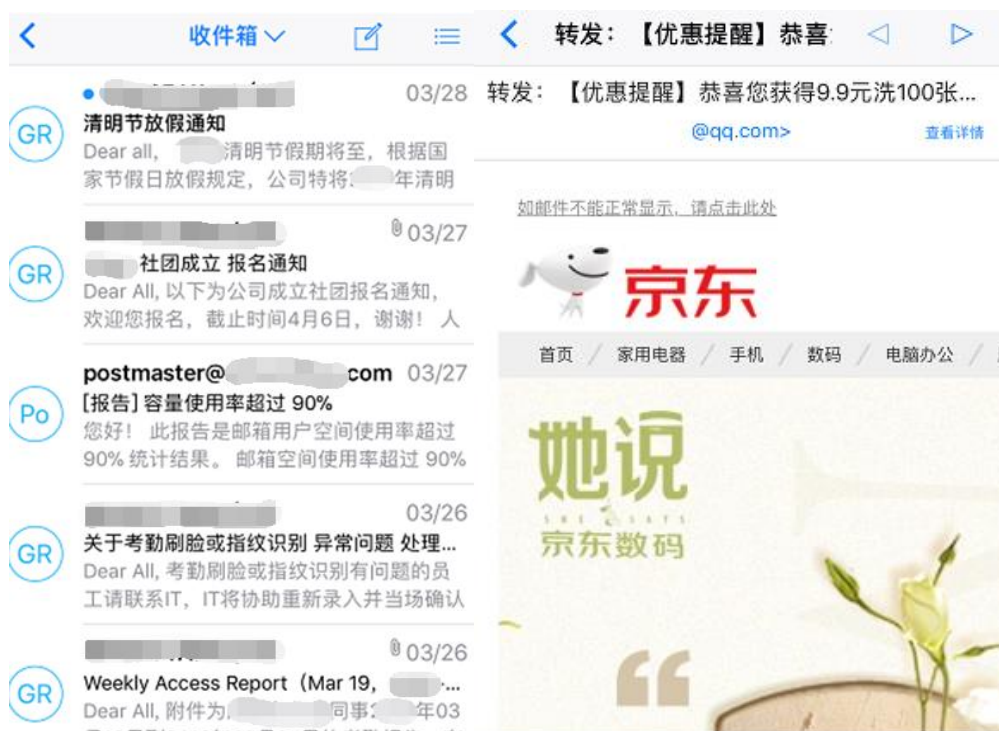 收件箱
03/28
GR
清明节放假通知
Dear all, 清明节假期将至，根据国
家节假日放假规定，公司特将 年清明
03/27
GR
社团成立 报名通知
Dear All, 以下为公司成立社团报名通知，
欢迎您报名，截止时间4月6日，谢谢！ 人
postmaster@ com 03/27
Po
[报告] 容量使用率超过 90%
您好！ 此报告是邮箱用户空间使用率超过
90% 统计结果。 邮箱空间使用率超过 90%
03/26
GR
关于考勤刷脸或指纹识别 异常问题 处理...
Dear All, 考勤刷脸或指纹识别有问题的员
工请联系IT，IT将协助重新录入并当场确认
03/26
GR
Weekly Access Report（Mar 19, ...
Dear All, 附件为 同事 年03
转发：【优惠提醒】恭喜
转发：【优惠提醒】恭喜您获得9.9元洗100张...
@qq.com>
查看详情
如邮件不能正常显示，请点击此处
京东
首页 / 家用电器 / 手机 / 数码 / 电脑办公 /
她说
SHE SAYS
京东数码